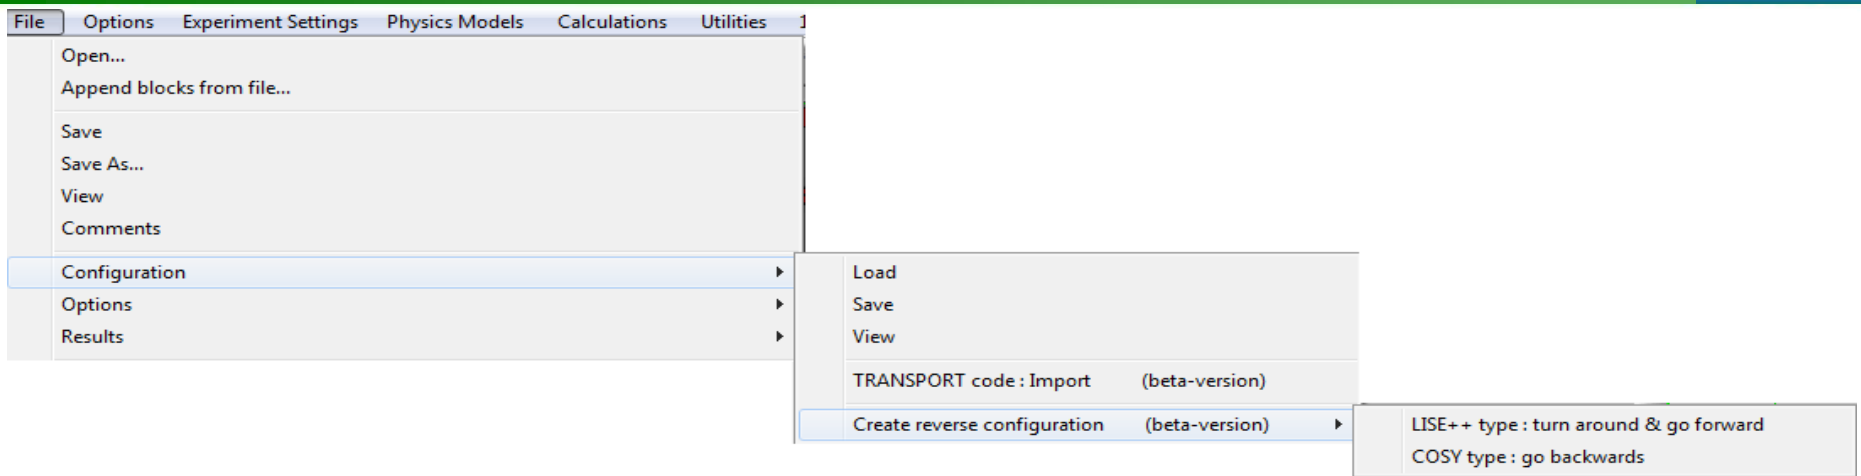 File Options Experiment Settings Physics Models Calculations Utilities 1
Open...
Append blocks from file...
Save
Save As...
View
Comments
Configuration
Options
Results
Load
Save
View
TRANSPORT code : Import (beta-version)
Create reverse configuration (beta-version)
LISE++ type : turn around & go forward
COSY type : go backwards